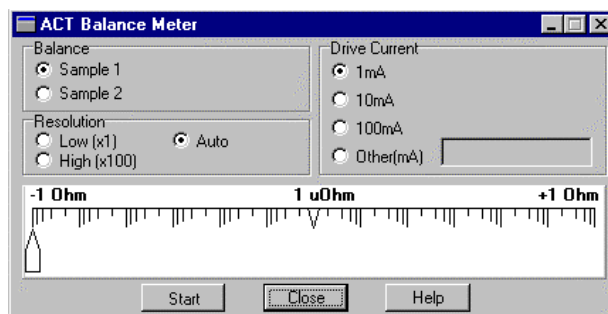 ACT Balance Meter
Balance
Sample 1
Sample 2
Resolution
Low (x1)
Auto
High (x100)
Drive Current
1mA
10mA
100mA
Other(mA)
-1 Ohm 1 uOhm +1 Ohm
Start Close Help